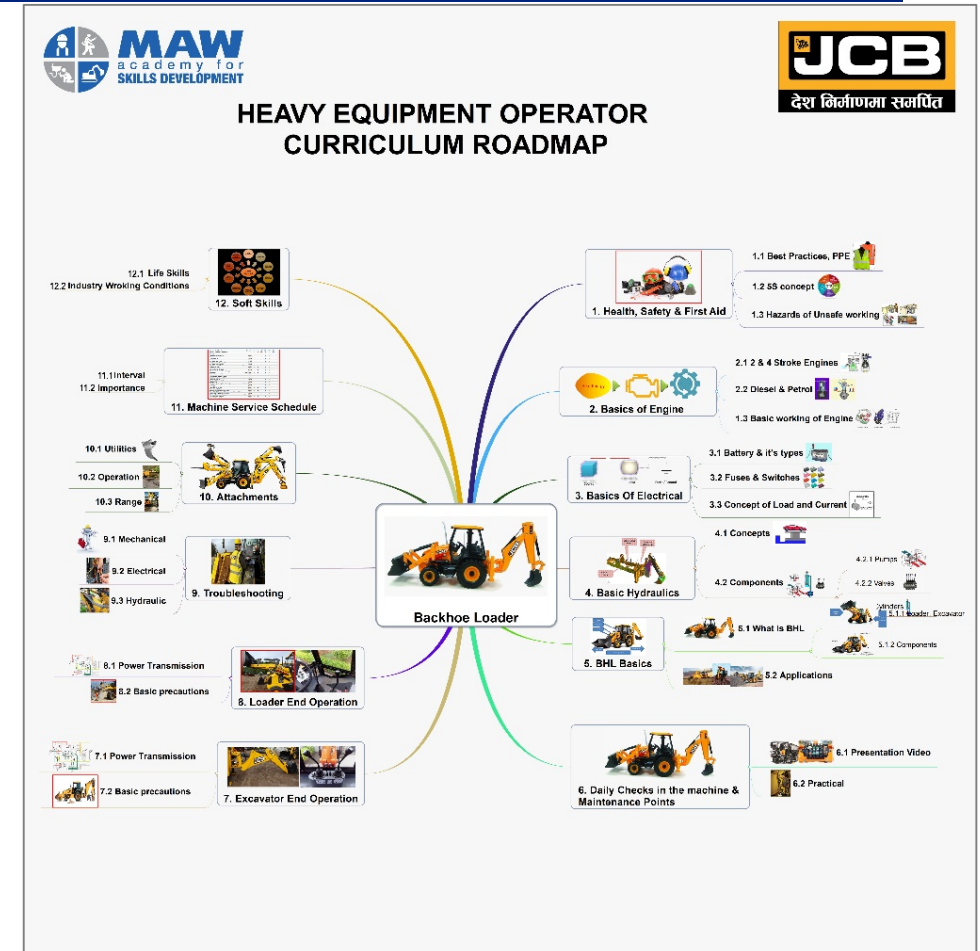 MAW
academy for
SKILLS DEVELOPMENT
JCB
देश निर्माणमा समर्पित
HEAVY EQUIPMENT OPERATOR
CURRICULUM ROADMAP
Backhoe Loader
1. Health, Safety & First Aid
1.1 Best Practices, PPE
1.2 5S concept
1.3 Hazards of Unsafe working
2. Basics of Engine
2.1 2 & 4 Stroke Engines
2.2 Diesel & Petrol
1.3 Basic working of Engine
3. Basics Of Electrical
3.1 Battery & it's types
3.2 Fuses & Switches
3.3 Concept of Load and Current
4. Basic Hydraulics
4.1 Concepts
4.2 Components
4.2.1 Pumps
4.2.2 Valves
Cylinders
5. BHL Basics
5.1 What is BHL
5.1.1 Loader Excavator
5.1.2 Components
5.2 Applications
6. Daily Checks in the machine &
Maintenance Points
6.1 Presentation Video
6.2 Practical
7. Excavator End Operation
7.1 Power Transmission
7.2 Basic precautions
8. Loader End Operation
8.1 Power Transmission
8.2 Basic precautions
9. Troubleshooting
9.1 Mechanical
9.2 Electrical
9.3 Hydraulic
10. Attachments
10.1 Utilities
10.2 Operation
10.3 Range
11. Machine Service Schedule
11.1 Interval
11.2 Importance
12. Soft Skills
12.1 Life Skills
12.2 Industry Wroking Conditions